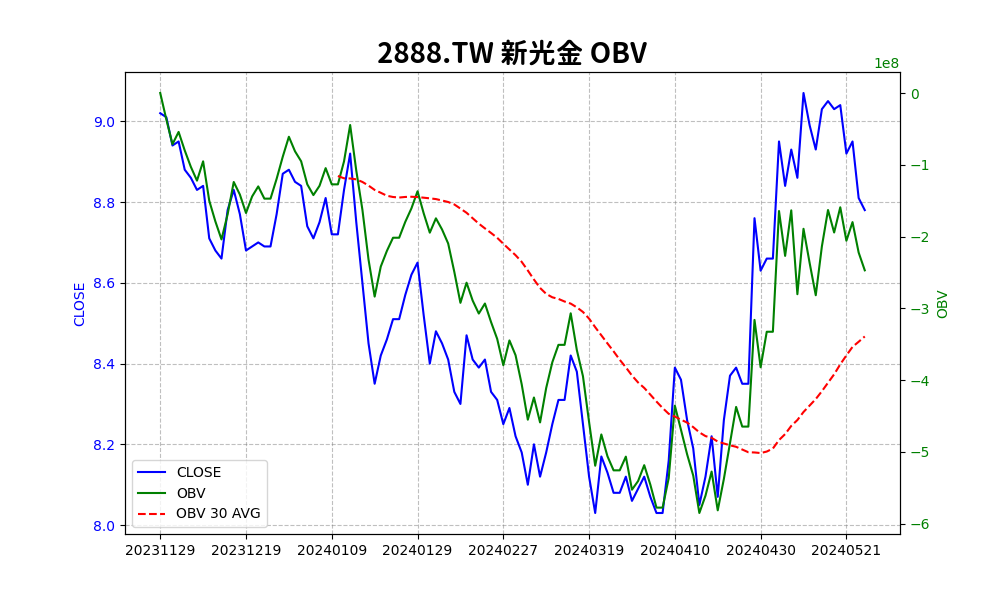 2888.TW 新光金 OBV
1e8
9.0
8.8
8.6
8.4
8.2
8.0
CLOSE
0
−1
−2
−3
−4
−5
−6
OBV
CLOSE
OBV
OBV 30 AVG
20231129 20231219 20240109 20240129 20240227 20240319 20240410 20240430 20240521